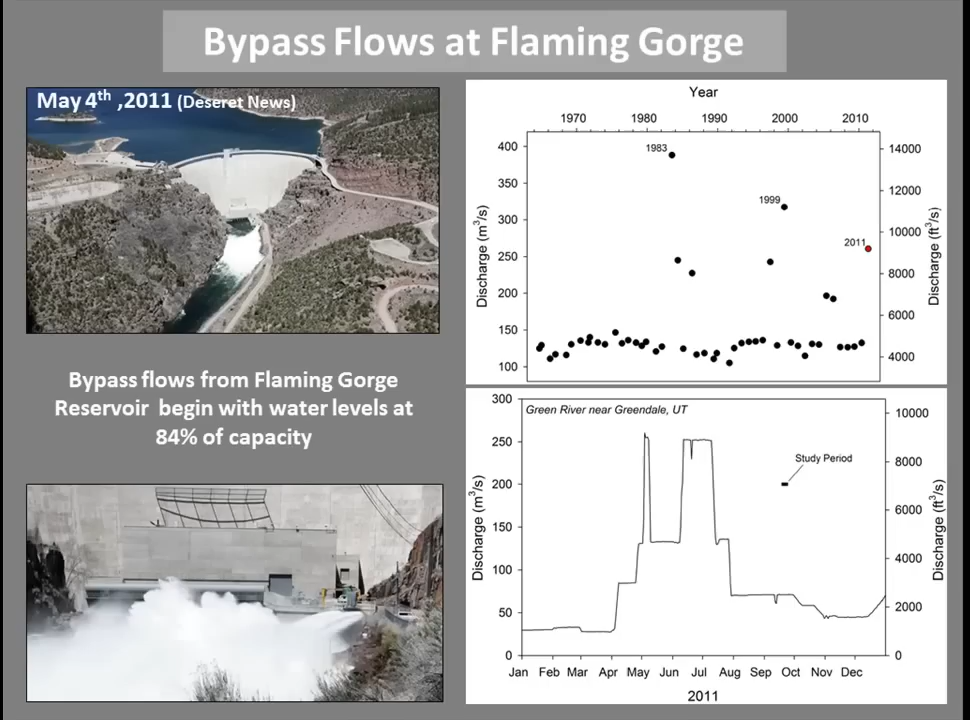 Bypass Flows at Flaming Gorge
May 4th ,2011 (Deseret News)
Bypass flows from Flaming Gorge
Reservoir begin with water levels at
84% of capacity
Year
1970 1980 1990 2000 2010
400
350
300
250
200
150
100
Discharge (m³/s)
1983
1999
2011
14000
12000
10000
8000
6000
4000
Discharge (ft³/s)
Green River near Greendale, UT
Study Period
300
250
200
150
100
50
0
Discharge (m³/s)
10000
8000
6000
4000
2000
0
Discharge (ft³/s)
Jan Feb Mar Apr May Jun Jul Aug Sep Oct Nov Dec
2011